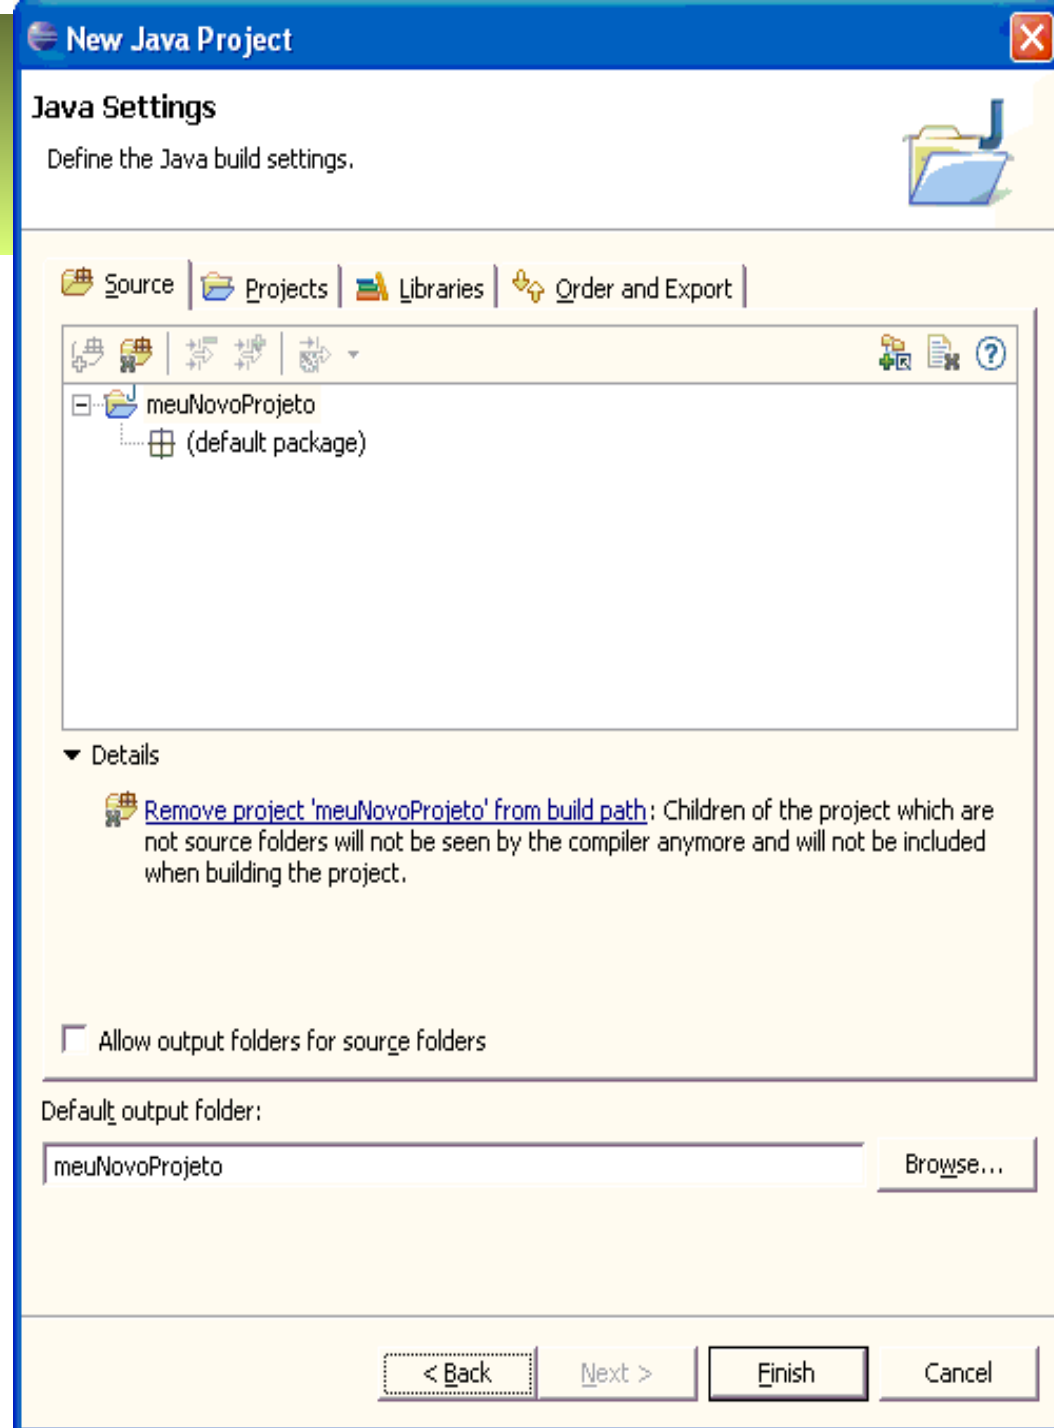 New Java Project
Java Settings
Define the Java build settings.
Source Projects Libraries Order and Export
meuNovoProjeto
(default package)
Details
Remove project 'meuNovoProjeto' from build path: Children of the project which are
not source folders will not be seen by the compiler anymore and will not be included
when building the project.
Allow output folders for source folders
Default output folder:
meuNovoProjeto
Browse...
< Back Next > Finish Cancel